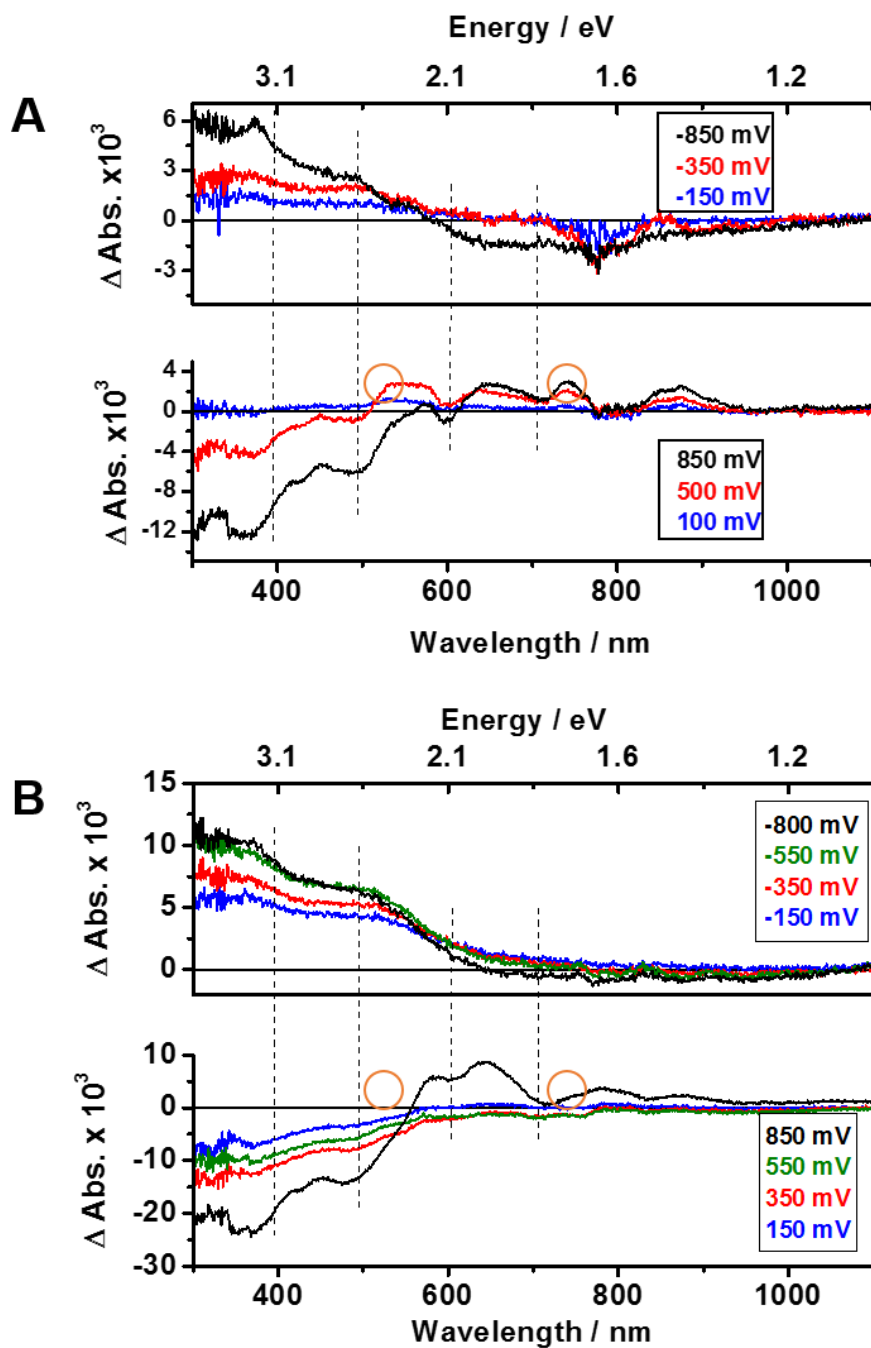 Energy / eV
3.1 2.1 1.6 1.2
A
6
3
0
-3
Δ Abs. x10³
-850 mV
-350 mV
-150 mV
4
0
-4
-8
-12
Δ Abs. x10³
850 mV
500 mV
100 mV
400 600 800 1000
Wavelength / nm
Energy / eV
3.1 2.1 1.6 1.2
B
15
10
5
0
Δ Abs. x 10³
-800 mV
-550 mV
-350 mV
-150 mV
10
0
-10
-20
-30
Δ Abs. x 10³
850 mV
550 mV
350 mV
150 mV
400 600 800 1000
Wavelength / nm